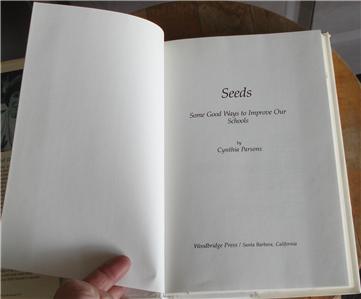 Seeds
Some Good Ways to Improve Our
Schools
by
Cynthia Parsons
Woodbridge Press / Santa Barbara, California